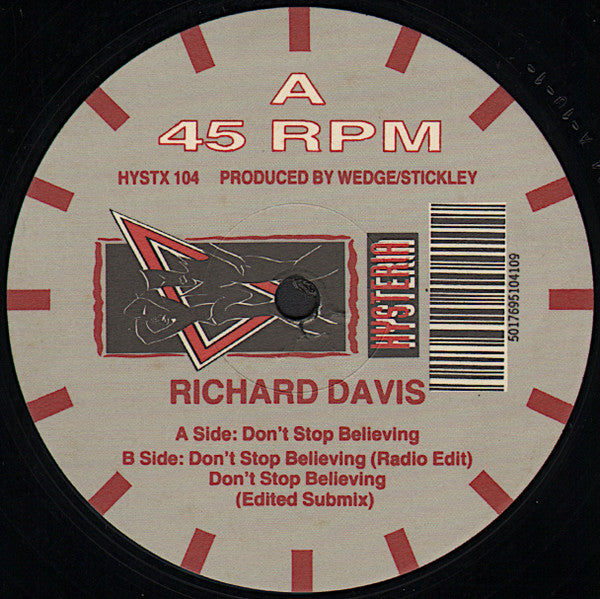 A
45 RPM
HYSTX 104 PRODUCED BY WEDGE/STICKLEY
HYSTERIA
5017695104109
RICHARD DAVIS
A Side: Don't Stop Believing
B Side: Don't Stop Believing (Radio Edit)
Don't Stop Believing
(Edited Submix)